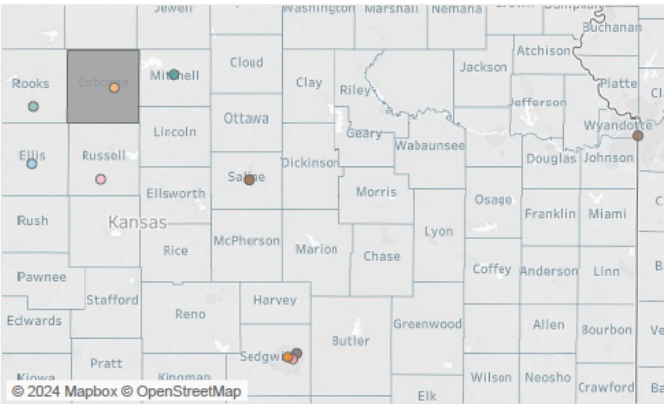 Jewell
Washington
Marshall
Nemaha
Buchanan
Rooks
Osborne
Mitchell
Cloud
Clay
Riley
Jackson
Atchison
Platte
Jefferson
Ottawa
Lincoln
Geary
Wabaunsee
Wyandotte
Ellis
Russell
Saline
Dickinson
Douglas
Johnson
Ellsworth
Morris
Osage
Franklin
Miami
Rush
Kansas
Rice
McPherson
Marion
Chase
Lyon
Coffey
Anderson
Linn
Pawnee
Stafford
Harvey
Reno
Edwards
Sedgwi
Butler
Greenwood
Allen
Bourbon
Pratt
Kingman
Kiowa
Wilson
Neosho
Crawford
Elk
© 2024 Mapbox © OpenStreetMap